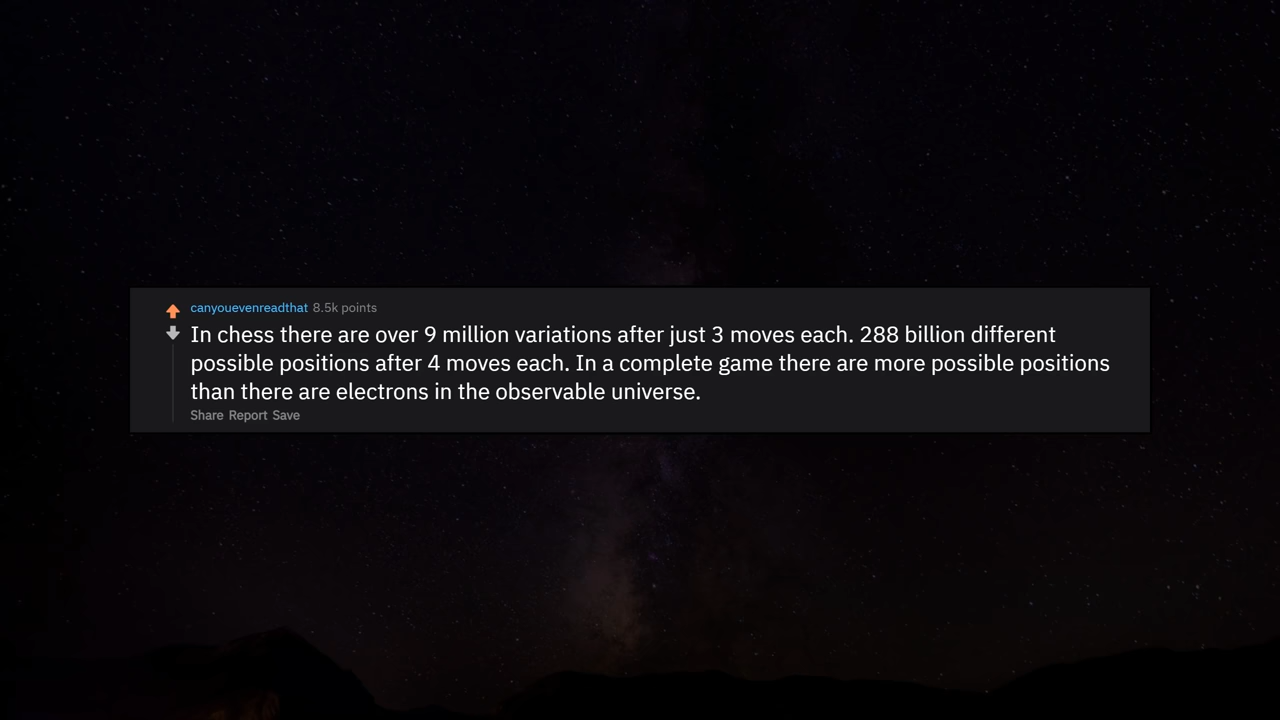 canyouevenreadthat 8.5k points
In chess there are over 9 million variations after just 3 moves each. 288 billion different
possible positions after 4 moves each. In a complete game there are more possible positions
than there are electrons in the observable universe.
Share Report Save